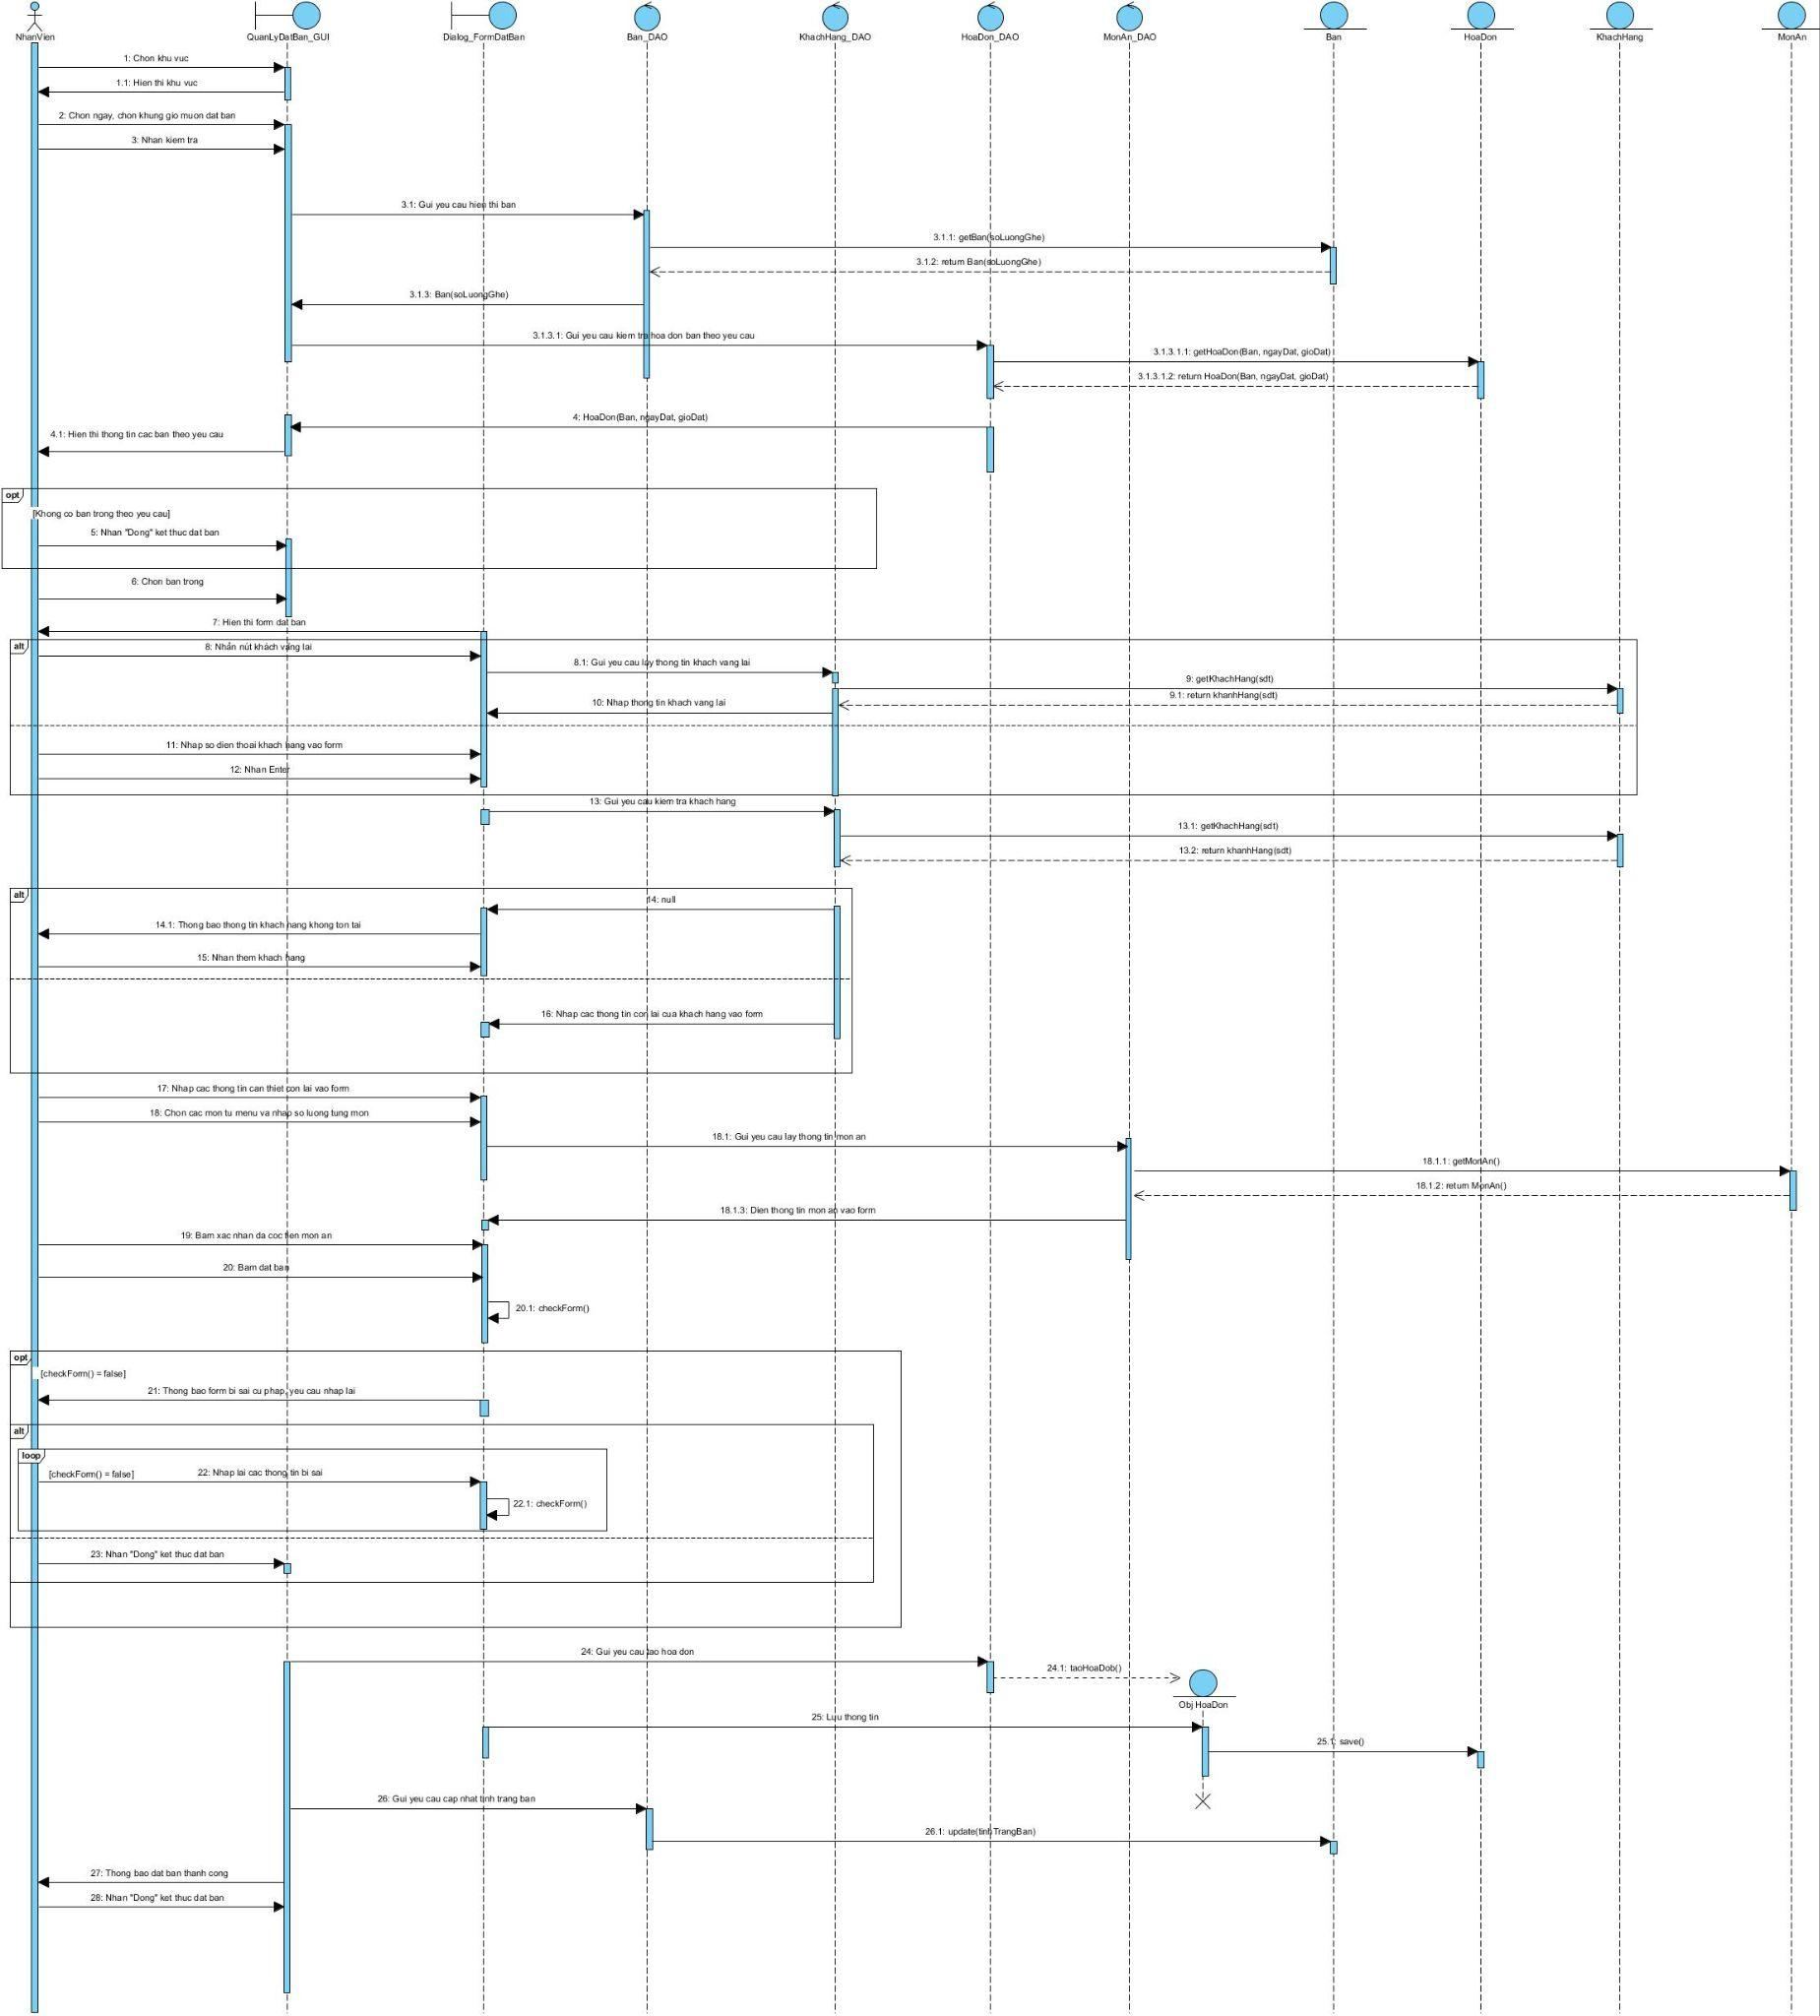 NhanVien
QuanLyDatBan_GUI
Dialog_FormDatBan
Ban_DAO
KhachHang_DAO
HoaDon_DAO
MonAn_DAO
Ban
HoaDon
KhachHang
MonAn
1: Chon khu vuc
1.1: Hien thi khu vuc
2: Chon ngay, chon khung gio muon dat ban
3: Nhan kiem tra
3.1: Gui yeu cau hien thi ban
3.1.1: getBan(soLuongGhe)
3.1.2: return Ban(soLuongGhe)
3.1.3: Ban(soLuongGhe)
3.1.3.1: Gui yeu cau kiem tra hoa don ban theo yeu cau
3.1.3.1.1: getHoaDon(Ban, ngayDat, gioDat)
3.1.3.1.2: return HoaDon(Ban, ngayDat, gioDat)
4: HoaDon(Ban, ngayDat, gioDat)
4.1: Hien thi thong tin cac ban theo yeu cau
opt
[Khong co ban trong theo yeu cau]
5: Nhan "Dong" ket thuc dat ban
6: Chon ban trong
7: Hien thi form dat ban
alt
8: Nhấn nút khách vãng lai
8.1: Gui yeu cau lay thong tin khach vang lai
9: getKhachHang(sdt)
9.1: return khanhHang(sdt)
10: Nhap thong tin khach vang lai
11: Nhap so dien thoai khach hang vao form
12: Nhan Enter
13: Gui yeu cau kiem tra khach hang
13.1: getKhachHang(sdt)
13.2: return khanhHang(sdt)
alt
14: null
14.1: Thong bao thong tin khach hang khong ton tai
15: Nhan them khach hang
16: Nhap cac thong tin con lai cua khach hang vao form
17: Nhap cac thong tin can thiet con lai vao form
18: Chon cac mon tu menu va nhap so luong tung mon
18.1: Gui yeu cau lay thong tin mon an
18.1.1: getMonAn()
18.1.2: return MonAn()
18.1.3: Dien thong tin mon an vao form
19: Bam xac nhan da coc tien mon an
20: Bam dat ban
20.1: checkForm()
opt
[checkForm() = false]
21: Thong bao form bi sai cu phap, yeu cau nhap lai
alt
loop
[checkForm() = false]
22: Nhap lai cac thong tin bi sai
22.1: checkForm()
23: Nhan "Dong" ket thuc dat ban
24: Gui yeu cau tao hoa don
24.1: taoHoaDob()
Obj HoaDon
25: Luu thong tin
25.1: save()
26: Gui yeu cau cap nhat tinh trang ban
26.1: update(tinhTrangBan)
27: Thong bao dat ban thanh cong
28: Nhan "Dong" ket thuc dat ban